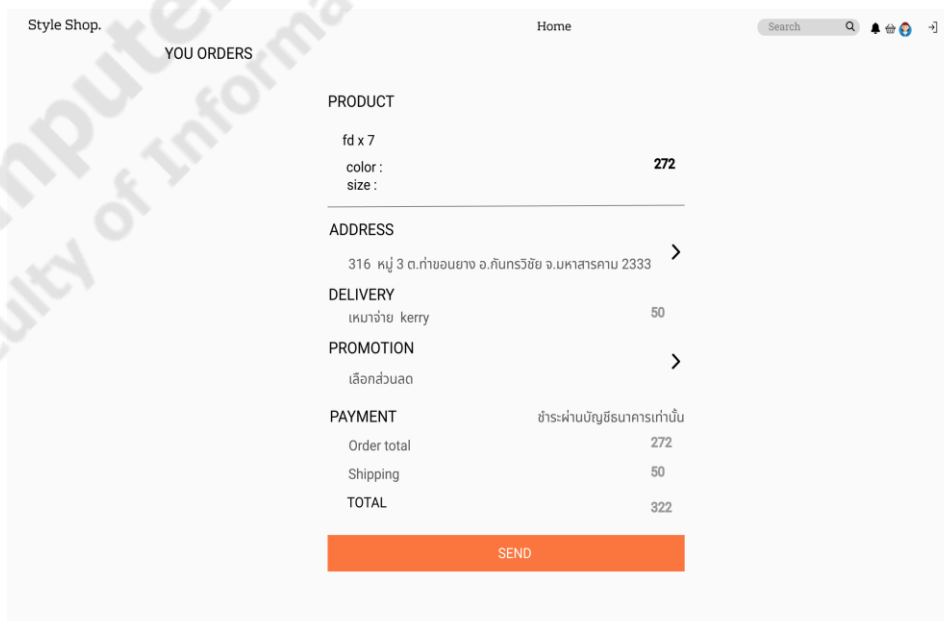 Style Shop.
Home
Search
YOU ORDERS
PRODUCT
fd x 7
color :
272
size :
ADDRESS
316 หมู่ 3 ต.ท่าขอนยาง อ.กันทรวิชัย จ.มหาสารคาม 2333
DELIVERY
เหมาจ่าย kerry 50
PROMOTION
เลือกส่วนลด
PAYMENT ชำระผ่านบัญชีธนาคารเท่านั้น
Order total 272
Shipping 50
TOTAL 322
SEND